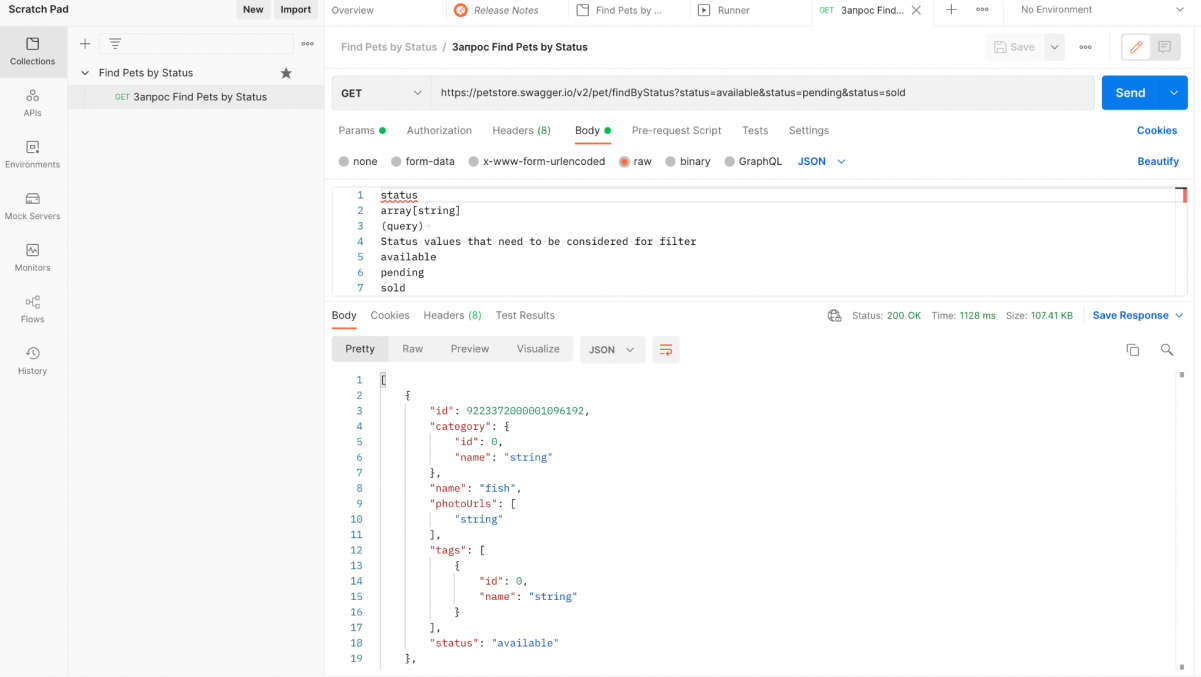 Scratch Pad New Import Overview Release Notes Find Pets by ... Runner GET Запрос Find... No Environment
Collections
APIs
Environments
Mock Servers
Monitors
Flows
History
Find Pets by Status
GET Запрос Find Pets by Status
Find Pets by Status / Запрос Find Pets by Status Save
GET https://petstore.swagger.io/v2/pet/findByStatus?status=available&status=pending&status=sold Send
Params Authorization Headers (8) Body Pre-request Script Tests Settings Cookies
none form-data x-www-form-urlencoded raw binary GraphQL JSON Beautify
1 status
2 array[string]
3 (query)
4 Status values that need to be considered for filter
5 available
6 pending
7 sold
Body Cookies Headers (8) Test Results Status: 200 OK Time: 1128 ms Size: 107.41 KB Save Response
Pretty Raw Preview Visualize JSON
1 [
2 {
3 "id": 9223372000001096192,
4 "category": {
5 "id": 0,
6 "name": "string"
7 },
8 "name": "fish",
9 "photoUrls": [
10 "string"
11 ],
12 "tags": [
13 {
14 "id": 0,
15 "name": "string"
16 }
17 ],
18 "status": "available"
19 },